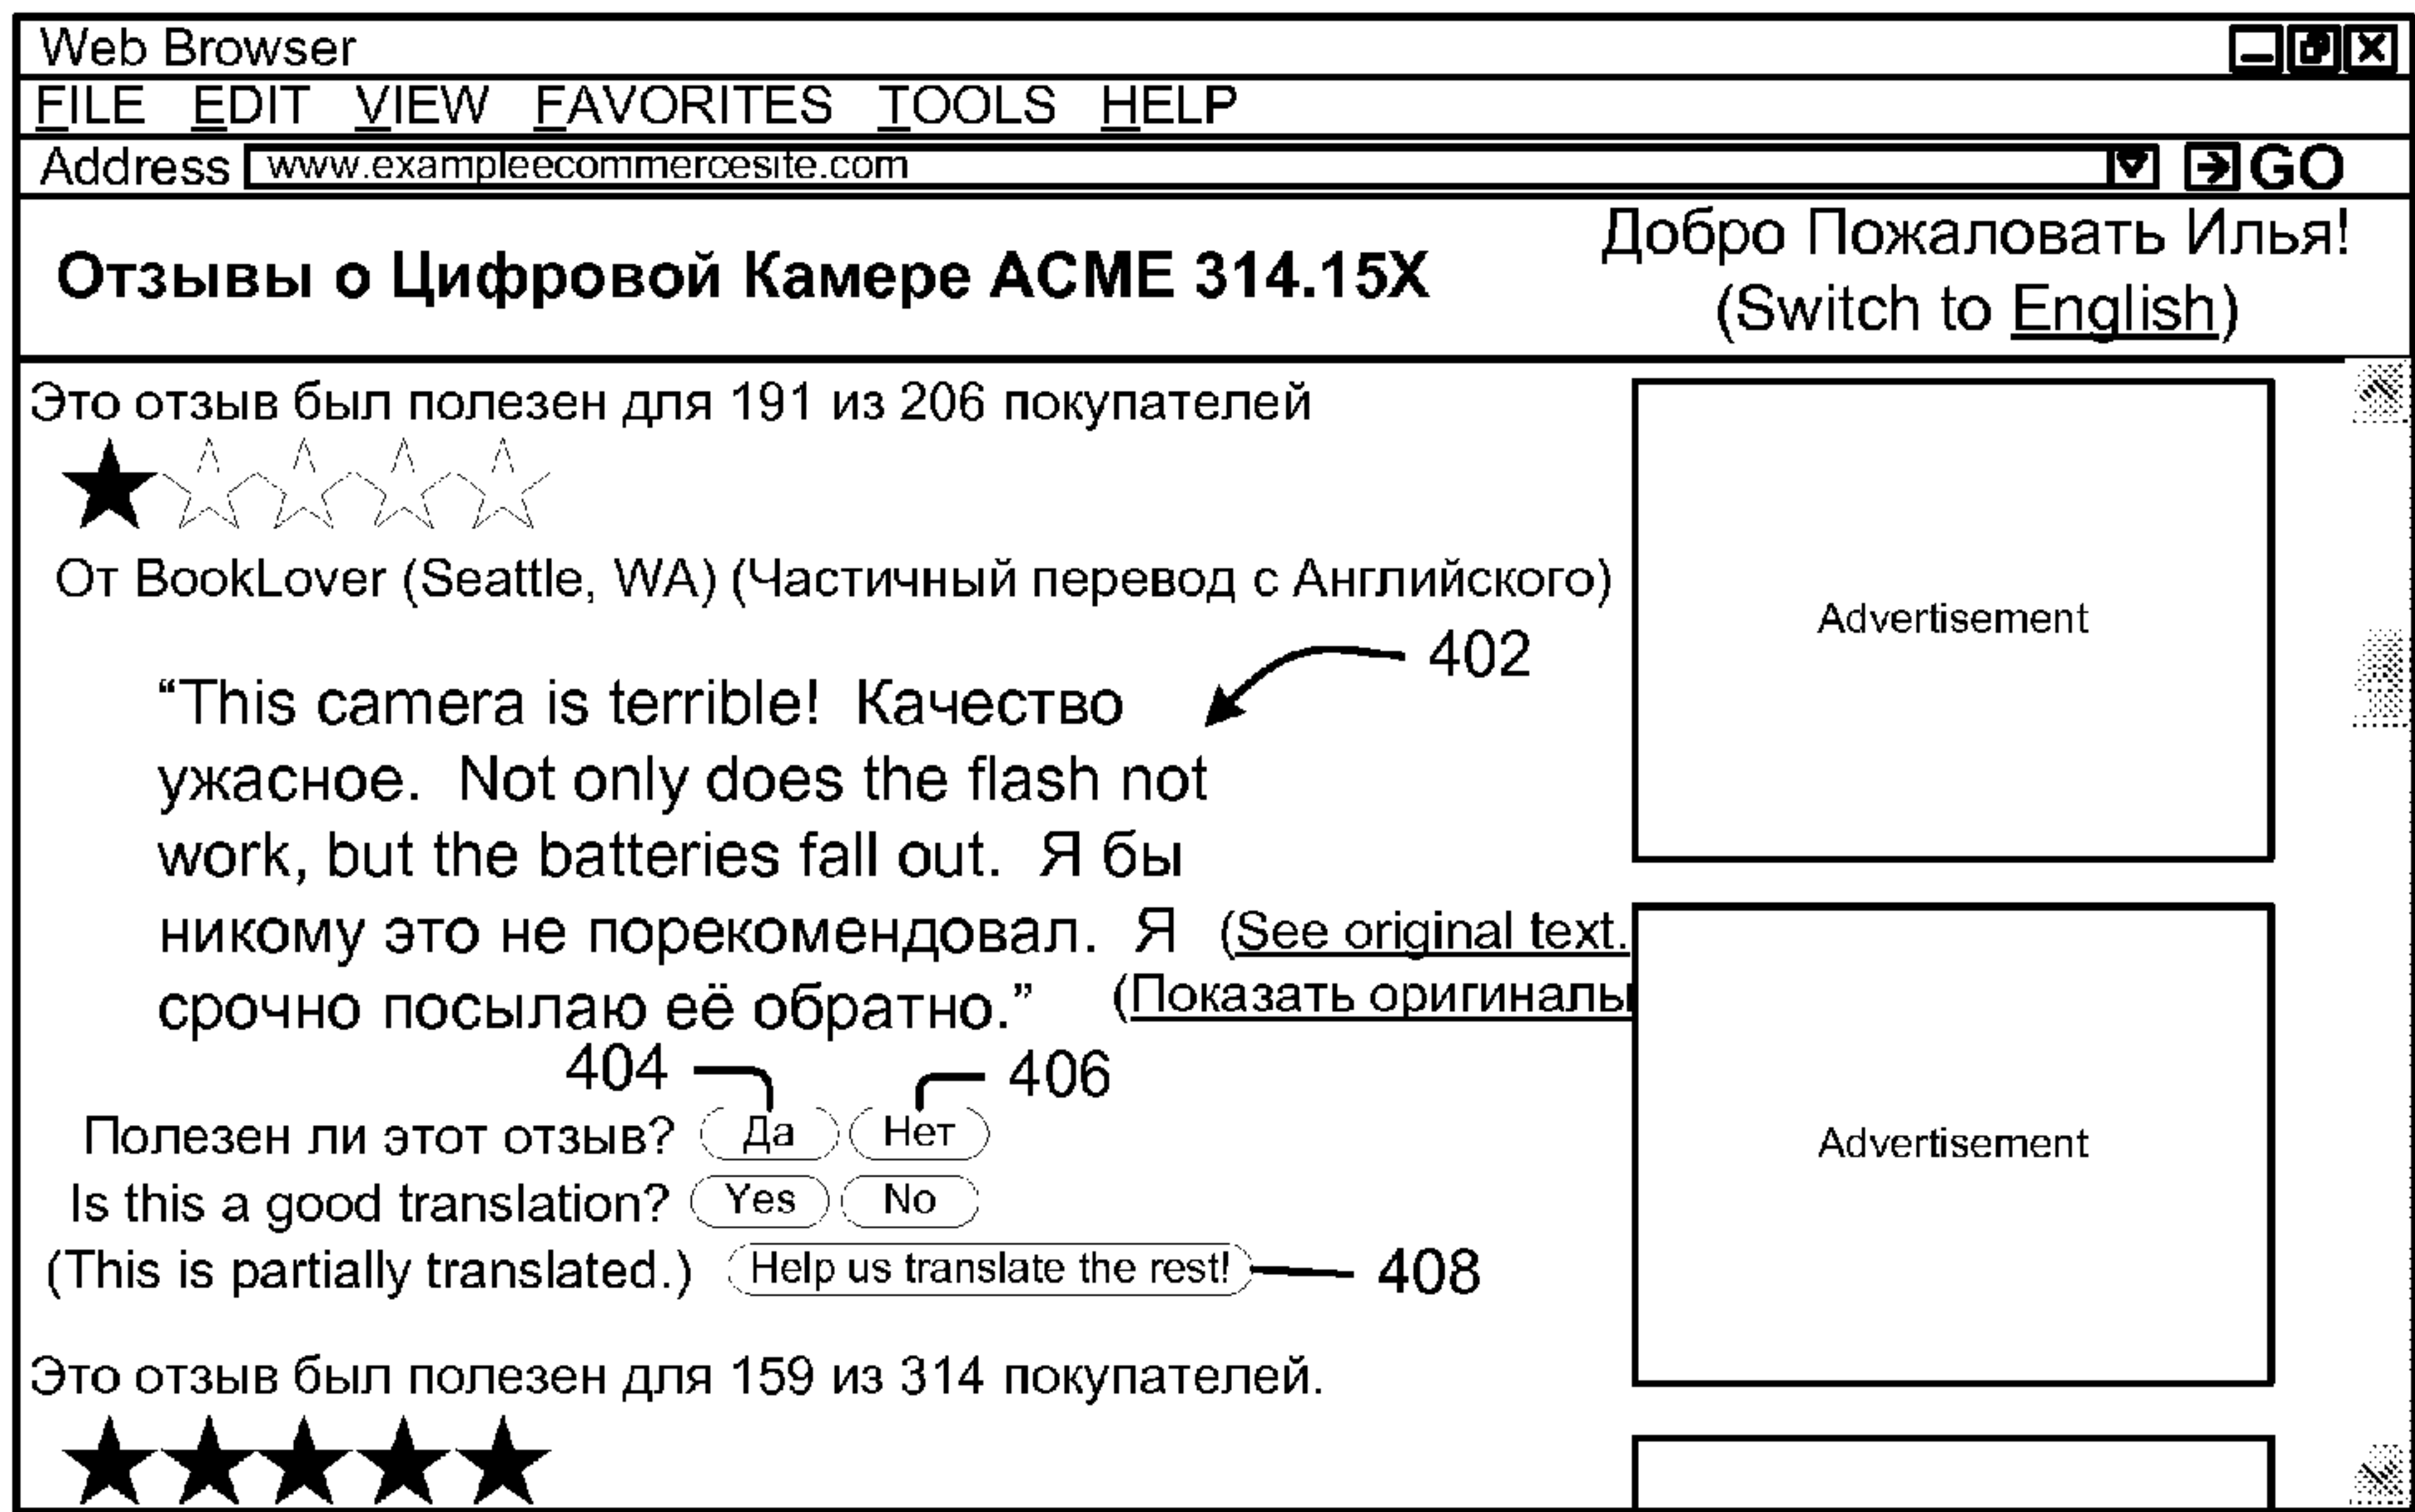 Web Browser
FILE EDIT VIEW FAVORITES TOOLS HELP
Address www.exampleecommercesite.com GO
Отзывы о Цифровой Камере ACME 314.15X
Добро Пожаловать Илья!
(Switch to English)
Это отзыв был полезен для 191 из 206 покупателей
От BookLover (Seattle, WA) (Частичный перевод с Английского)
402
“This camera is terrible! Качество
ужасное. Not only does the flash not
work, but the batteries fall out. Я бы
никому это не порекомендовал. Я (See original text.
срочно посылаю её обратно.” (Показать оригиналы
404 406
Полезен ли этот отзыв? Да Нет
Is this a good translation? Yes No
(This is partially translated.) Help us translate the rest! 408
Это отзыв был полезен для 159 из 314 покупателей.
Advertisement
Advertisement